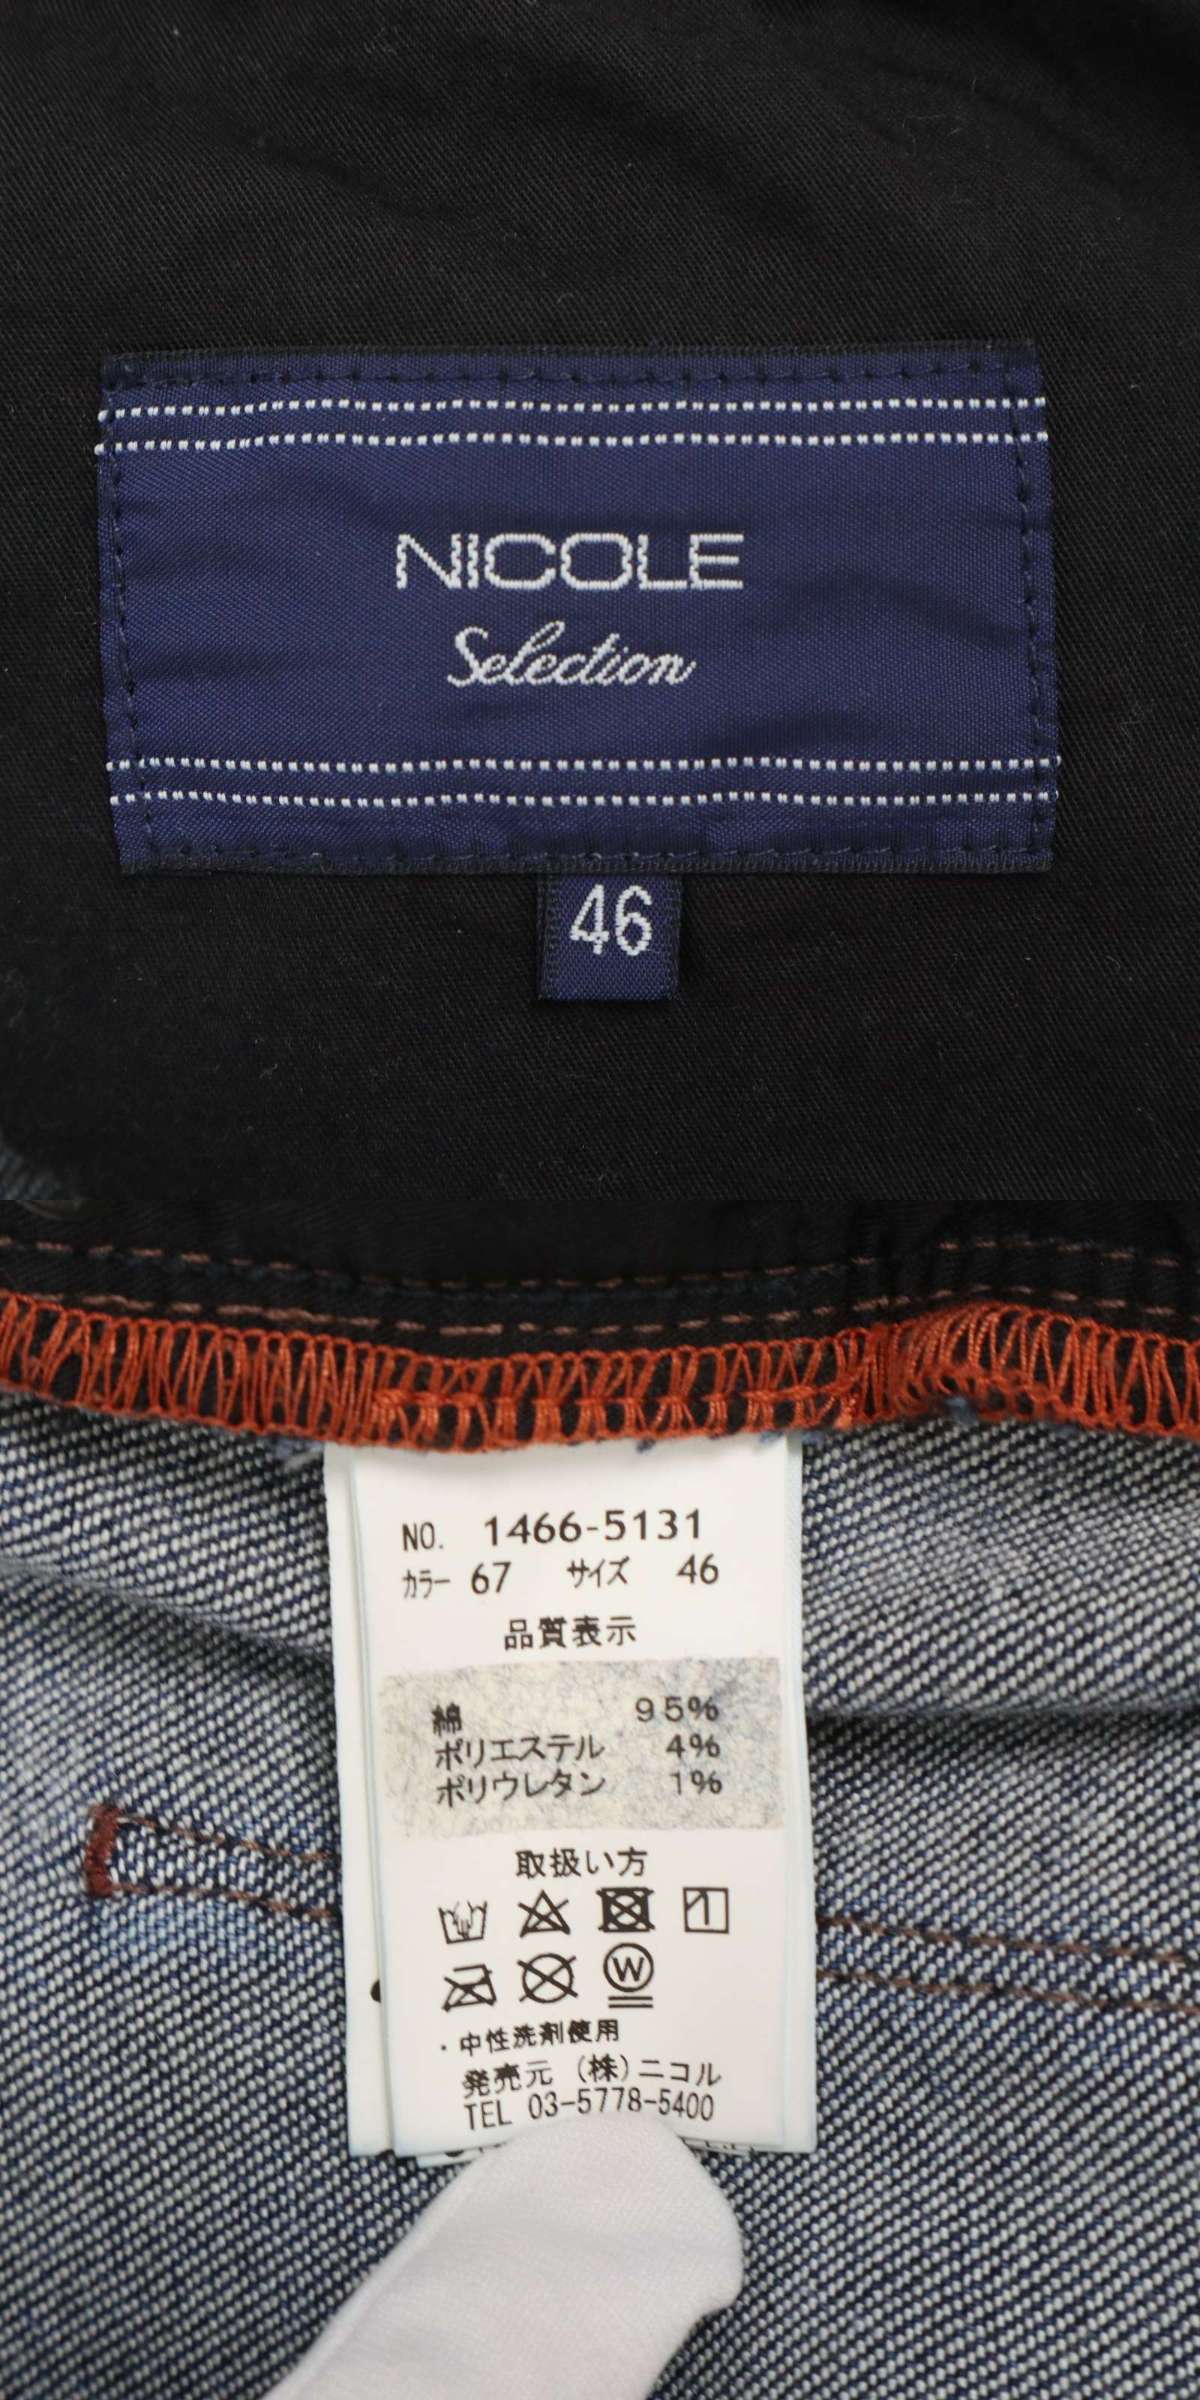 NICOLE
Selection
46
NO. 1466-5131
カラー 67 サイズ 46
品質表示
綿 95%
ポリエステル 4%
ポリウレタン 1%
取扱い方
W
・中性洗剤使用
発売元 (株)ニコル
TEL 03-5778-5400